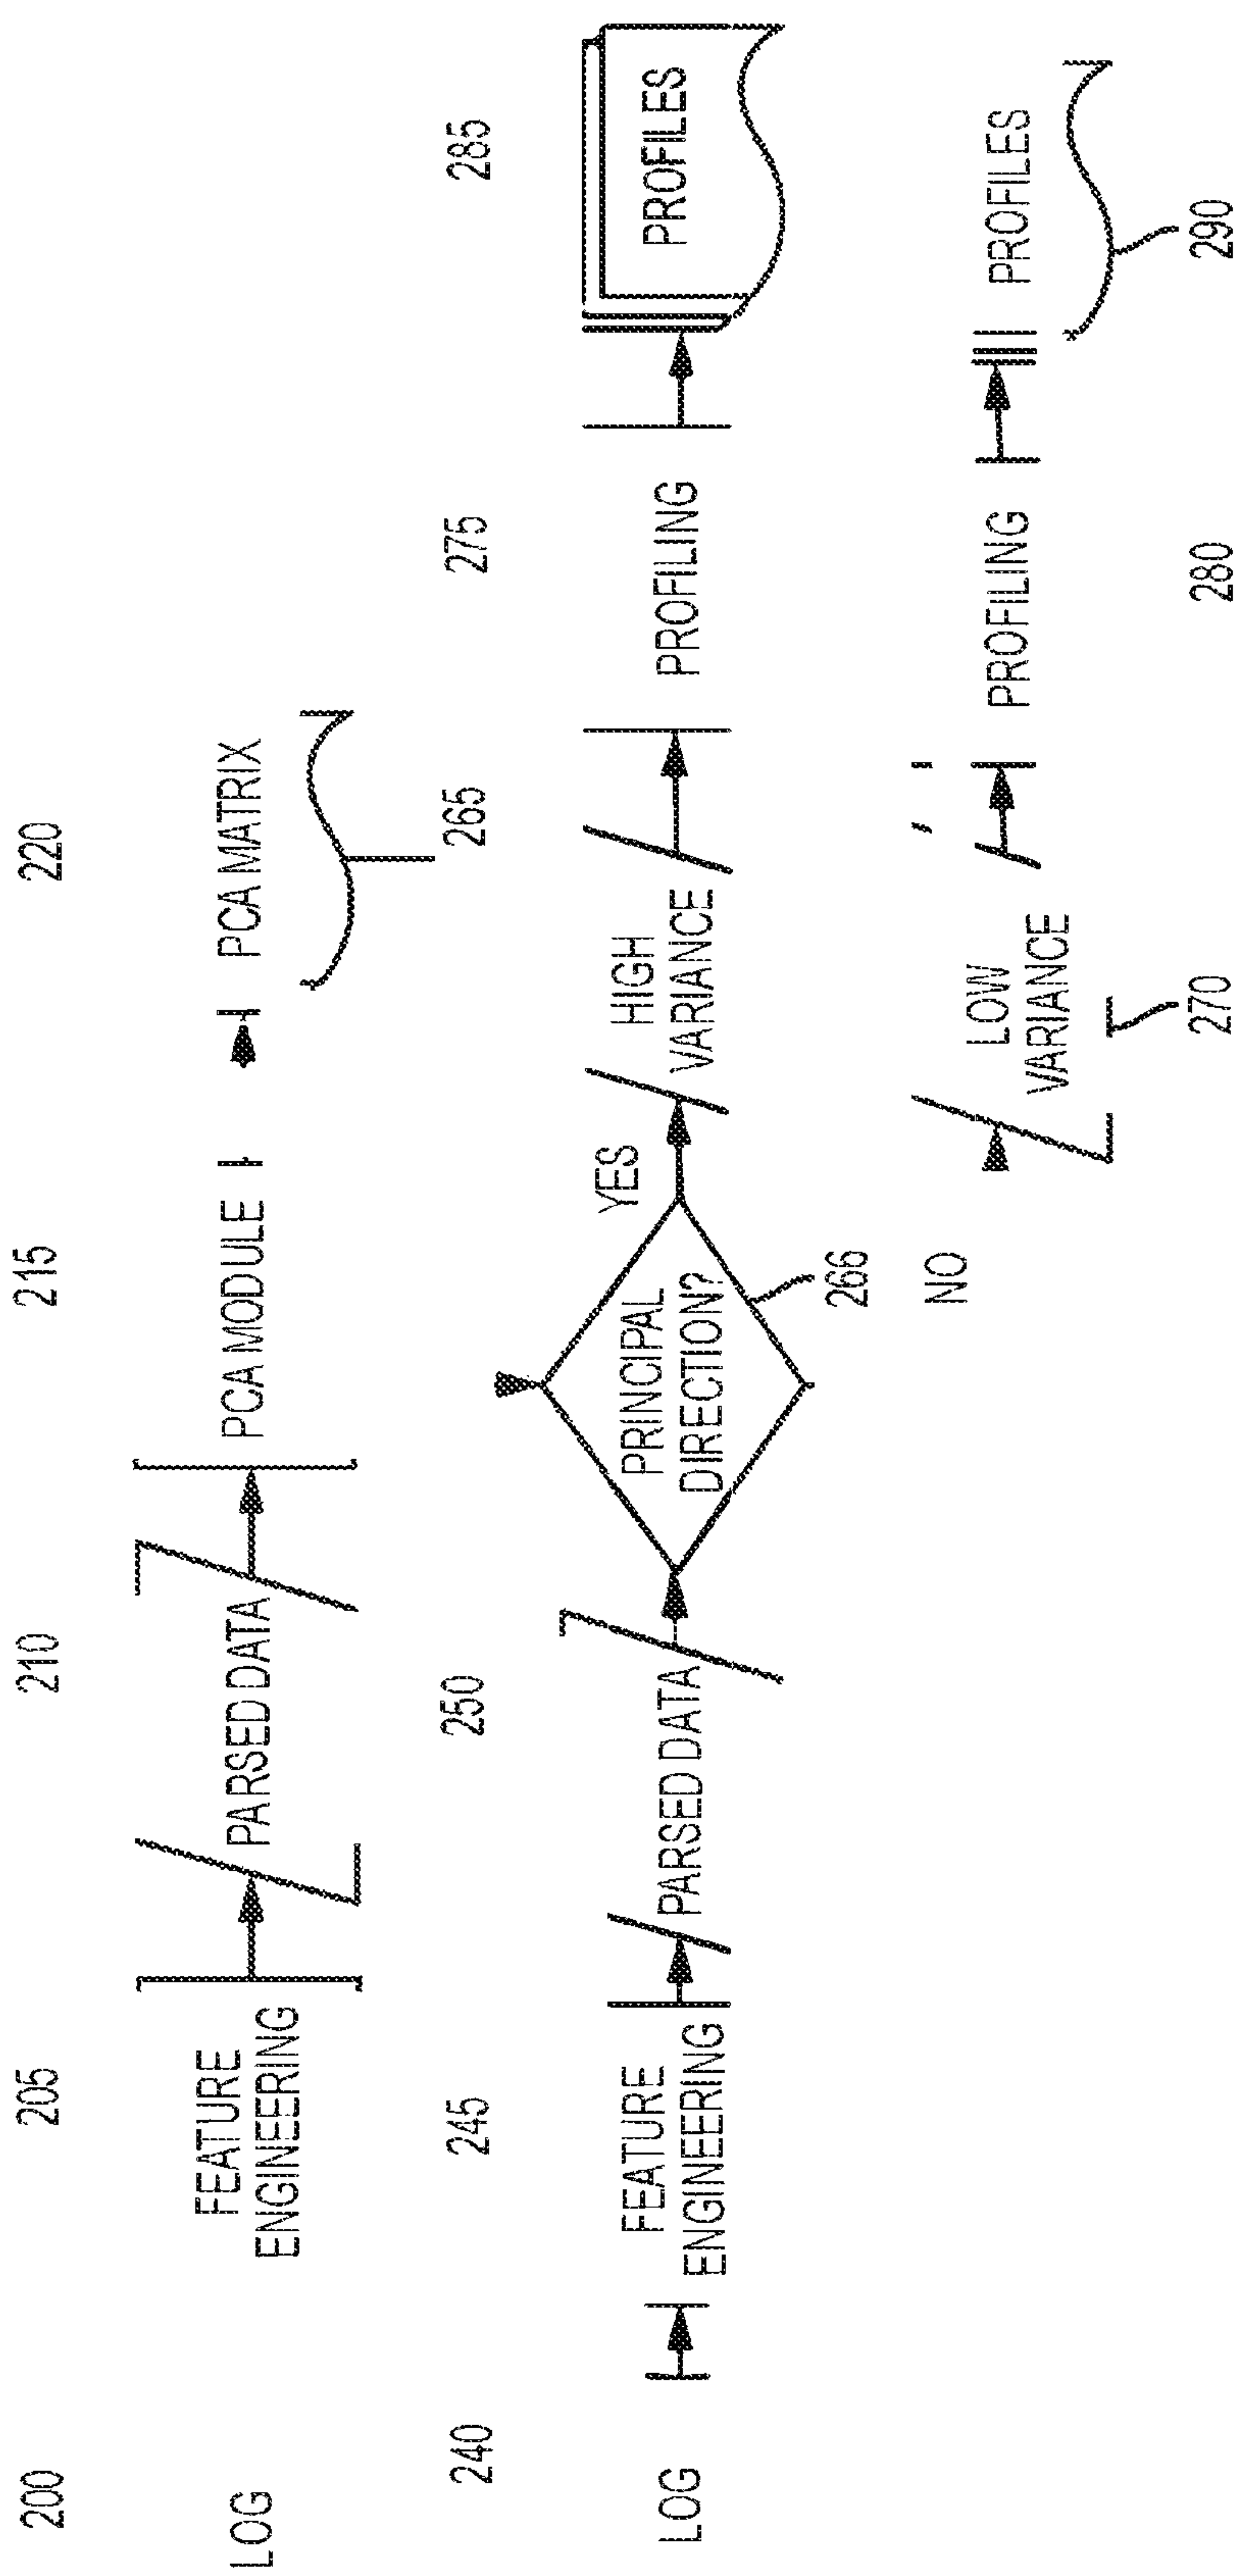 200
205
210
215
220
LOG
FEATURE
ENGINEERING
PARSED DATA
PCA MODULE
PCA MATRIX
240
245
250
265
275
285
LOG
FEATURE
ENGINEERING
PARSED DATA
PRINCIPAL
DIRECTION?
YES
HIGH
VARIANCE
PROFILING
PROFILES
266
NO
LOW
VARIANCE
PROFILING
PROFILES
270
280
290